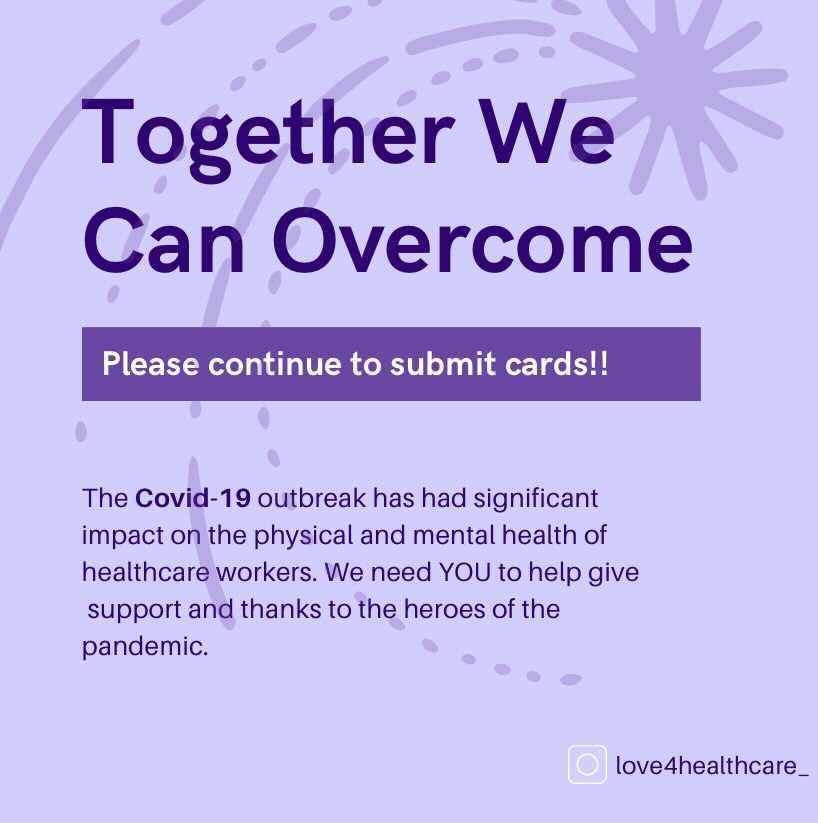 Together We
Can Overcome
Please continue to submit cards!!
The Covid-19 outbreak has had significant
impact on the physical and mental health of
healthcare workers. We need YOU to help give
support and thanks to the heroes of the
pandemic.
love4healthcare_